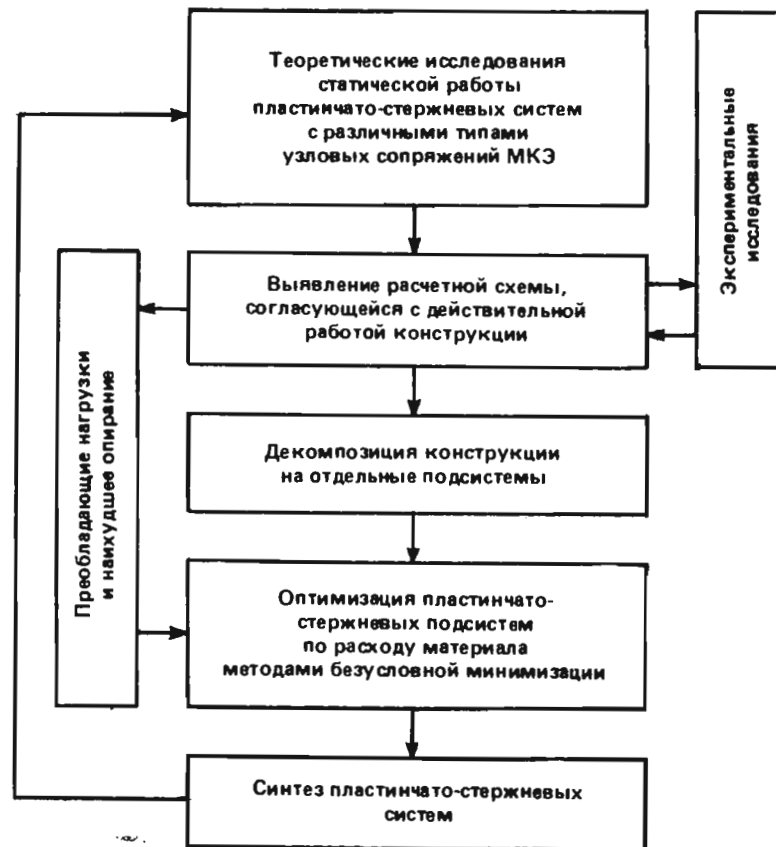 Теоретические исследования
статической работы
пластинчато-стержневых систем
с различными типами
узловых сопряжений МКЭ
Экспериментальные
исследования
Выявление расчетной схемы,
согласующейся с действительной
работой конструкции
Преобладающие нагрузки
и наихудшее опирание
Декомпозиция конструкции
на отдельные подсистемы
Оптимизация пластинчато-
стержневых подсистем
по расходу материала
методами безусловной минимизации
Синтез пластинчато-стержневых
систем